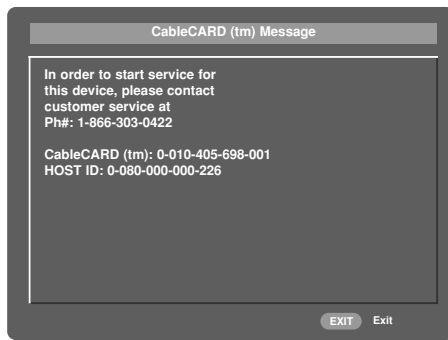 CableCARD (tm) Message
In order to start service for
this device, please contact
customer service at
Ph#: 1-866-303-0422
CableCARD (tm): 0-010-405-698-001
HOST ID: 0-080-000-000-226
EXIT Exit